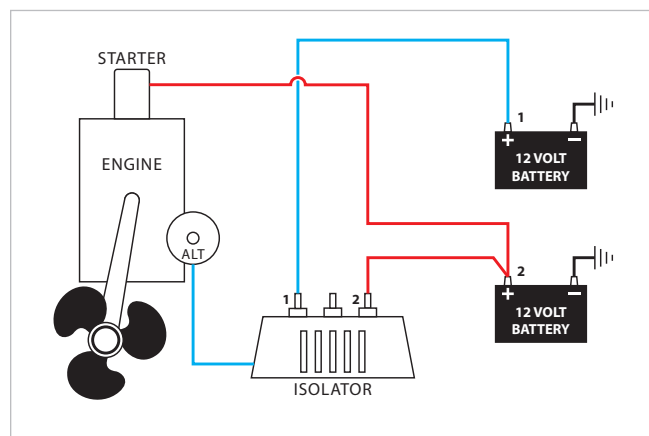 STARTER
ENGINE
ALT
1
+ −
12 VOLT
BATTERY
2
+ −
12 VOLT
BATTERY
1 2
ISOLATOR